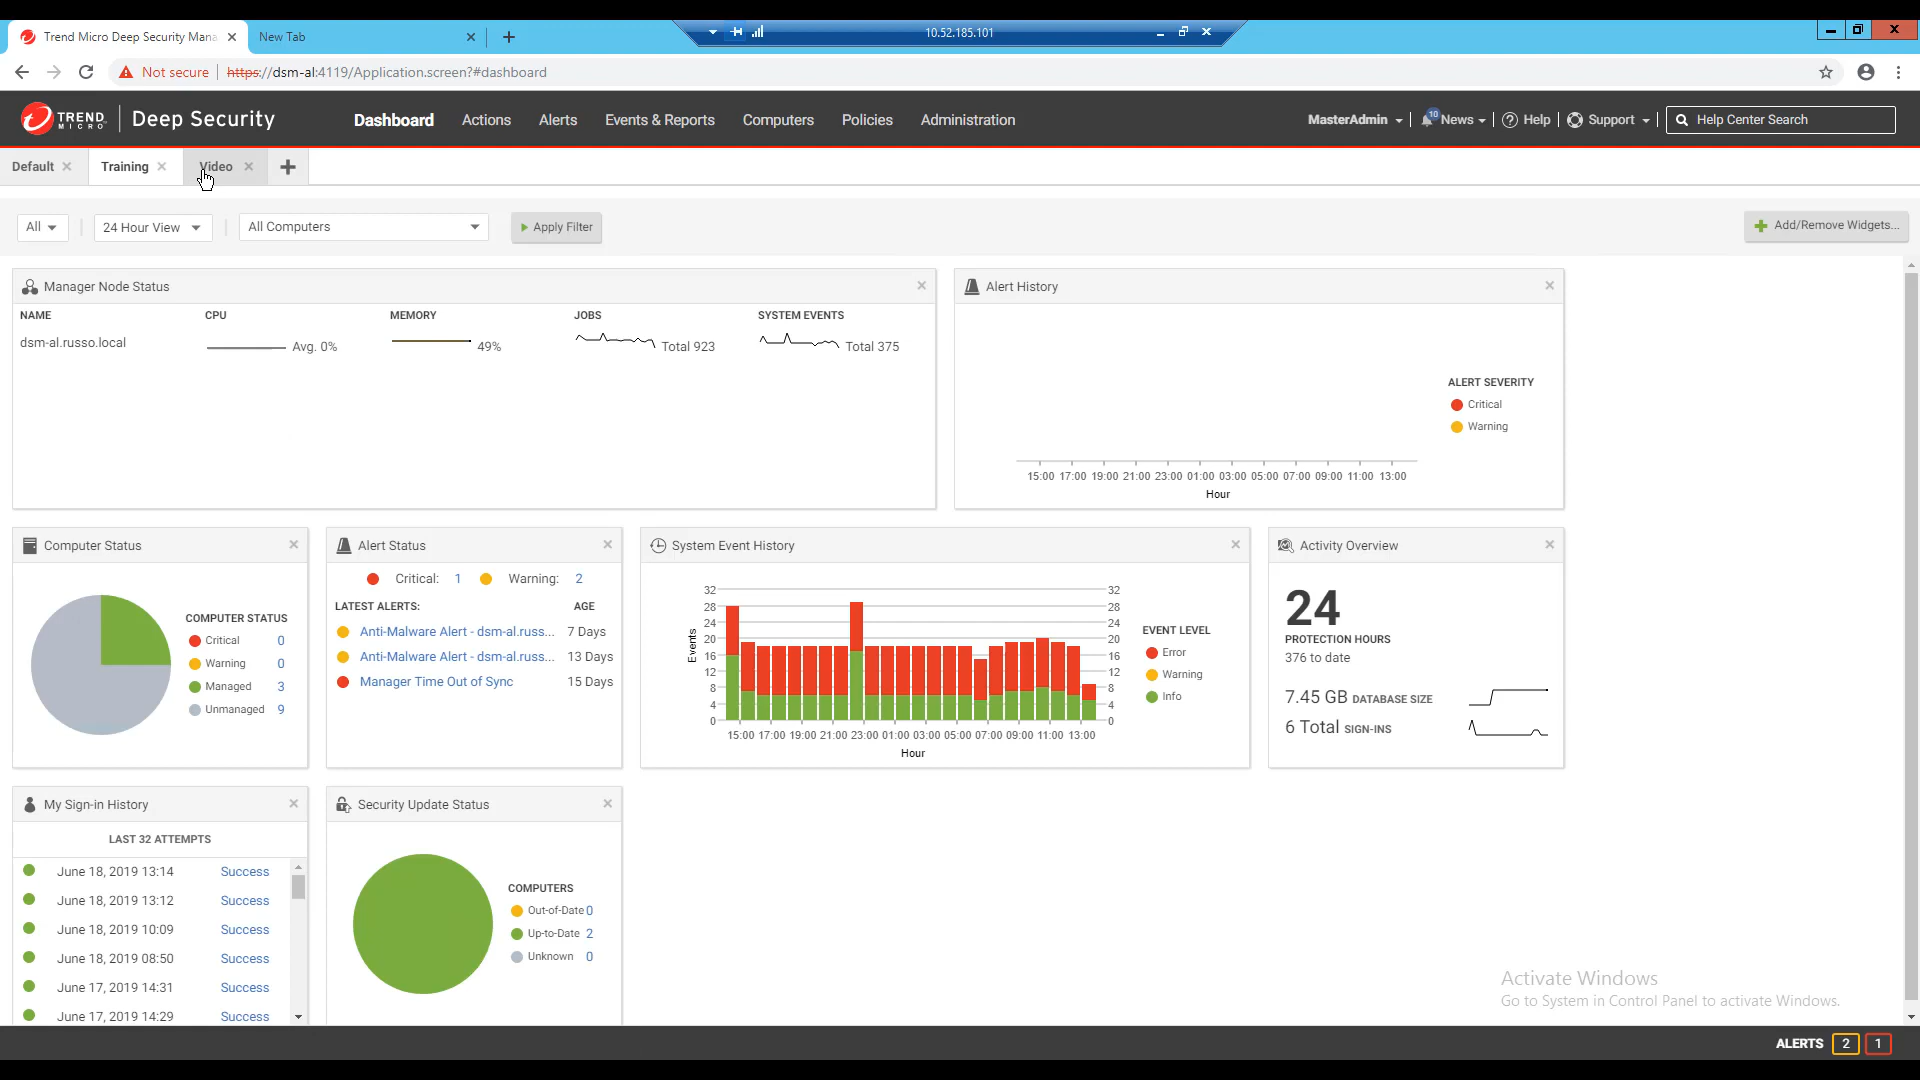 Trend Micro Deep Security Mana
New Tab
10.52.185.101
Not secure
https://dsm-al:4119/Application.screen?#dashboard
TREND MICRO
Deep Security
Dashboard
Actions
Alerts
Events & Reports
Computers
Policies
Administration
MasterAdmin
10
News
Help
Support
Help Center Search
Default
Training
Video
All
24 Hour View
All Computers
Apply Filter
Add/Remove Widgets...
Manager Node Status
NAME CPU MEMORY JOBS SYSTEM EVENTS
dsm-al.russo.local Avg. 0% 49% Total 923 Total 375
Alert History
ALERT SEVERITY
Critical
Warning
15:00 17:00 19:00 21:00 23:00 01:00 03:00 05:00 07:00 09:00 11:00 13:00
Hour
Computer Status
COMPUTER STATUS
Critical 0
Warning 0
Managed 3
Unmanaged 9
Alert Status
Critical: 1 Warning: 2
LATEST ALERTS: AGE
Anti-Malware Alert - dsm-al.russ... 7 Days
Anti-Malware Alert - dsm-al.russ... 13 Days
Manager Time Out of Sync 15 Days
System Event History
32 32
28 28
24 24
20 20
16 16
12 12
8 8
4 4
0 0
Events
15:00 17:00 19:00 21:00 23:00 01:00 03:00 05:00 07:00 09:00 11:00 13:00
Hour
EVENT LEVEL
Error
Warning
Info
Activity Overview
24
PROTECTION HOURS
376 to date
7.45 GB DATABASE SIZE
6 Total SIGN-INS
My Sign-in History
LAST 32 ATTEMPTS
June 18, 2019 13:14 Success
June 18, 2019 13:12 Success
June 18, 2019 10:09 Success
June 18, 2019 08:50 Success
June 17, 2019 14:31 Success
June 17, 2019 14:29 Success
Security Update Status
COMPUTERS
Out-of-Date 0
Up-to-Date 2
Unknown 0
Activate Windows
Go to System in Control Panel to activate Windows.
ALERTS 2 1